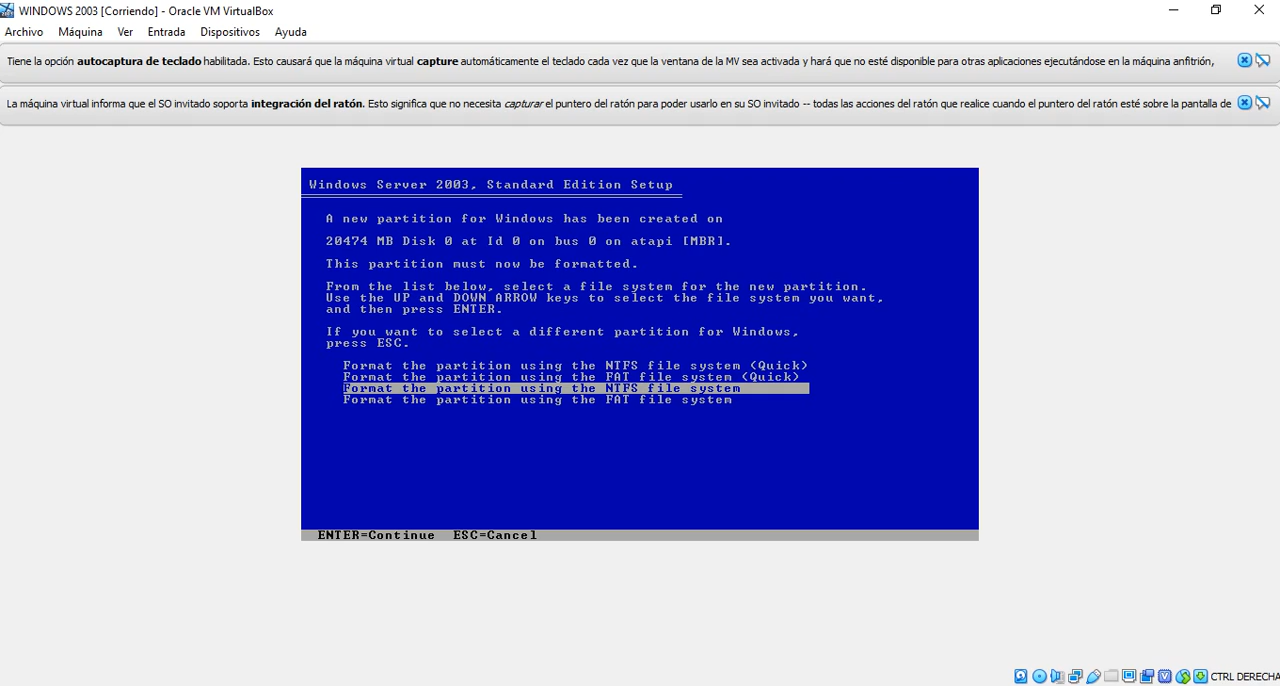 WINDOWS 2003 [Corriendo] - Oracle VM VirtualBox
Archivo Máquina Ver Entrada Dispositivos Ayuda
Tiene la opción autocaptura de teclado habilitada. Esto causará que la máquina virtual capture automáticamente el teclado cada vez que la ventana de la MV sea activada y hará que no esté disponible para otras aplicaciones ejecutándose en la máquina anfitrión,
La máquina virtual informa que el SO invitado soporta integración del ratón. Esto significa que no necesita capturar el puntero del ratón para poder usarlo en su SO invitado -- todas las acciones del ratón que realice cuando el puntero del ratón esté sobre la pantalla de
Windows Server 2003, Standard Edition Setup
A new partition for Windows has been created on
20474 MB Disk 0 at Id 0 on bus 0 on atapi [MBR].
This partition must now be formatted.
From the list below, select a file system for the new partition.
Use the UP and DOWN ARROW keys to select the file system you want,
and then press ENTER.
If you want to select a different partition for Windows,
press ESC.
Format the partition using the NTFS file system (Quick)
Format the partition using the FAT file system (Quick)
Format the partition using the NTFS file system
Format the partition using the FAT file system
ENTER=Continue ESC=Cancel
CTRL DERECHA